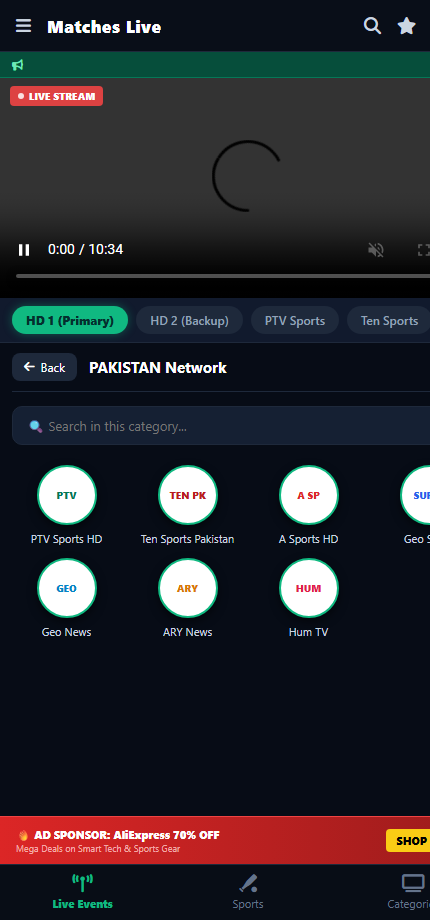 Matches Live
LIVE STREAM
0:00 / 10:34
HD 1 (Primary) HD 2 (Backup) PTV Sports Ten Sports
Back PAKISTAN Network
Search in this category...
PTV TEN PK A SP SUP
PTV Sports HD Ten Sports Pakistan A Sports HD Geo S
GEO ARY HUM
Geo News ARY News Hum TV
AD SPONSOR: AliExpress 70% OFF
Mega Deals on Smart Tech & Sports Gear
SHOP
Live Events Sports Categori